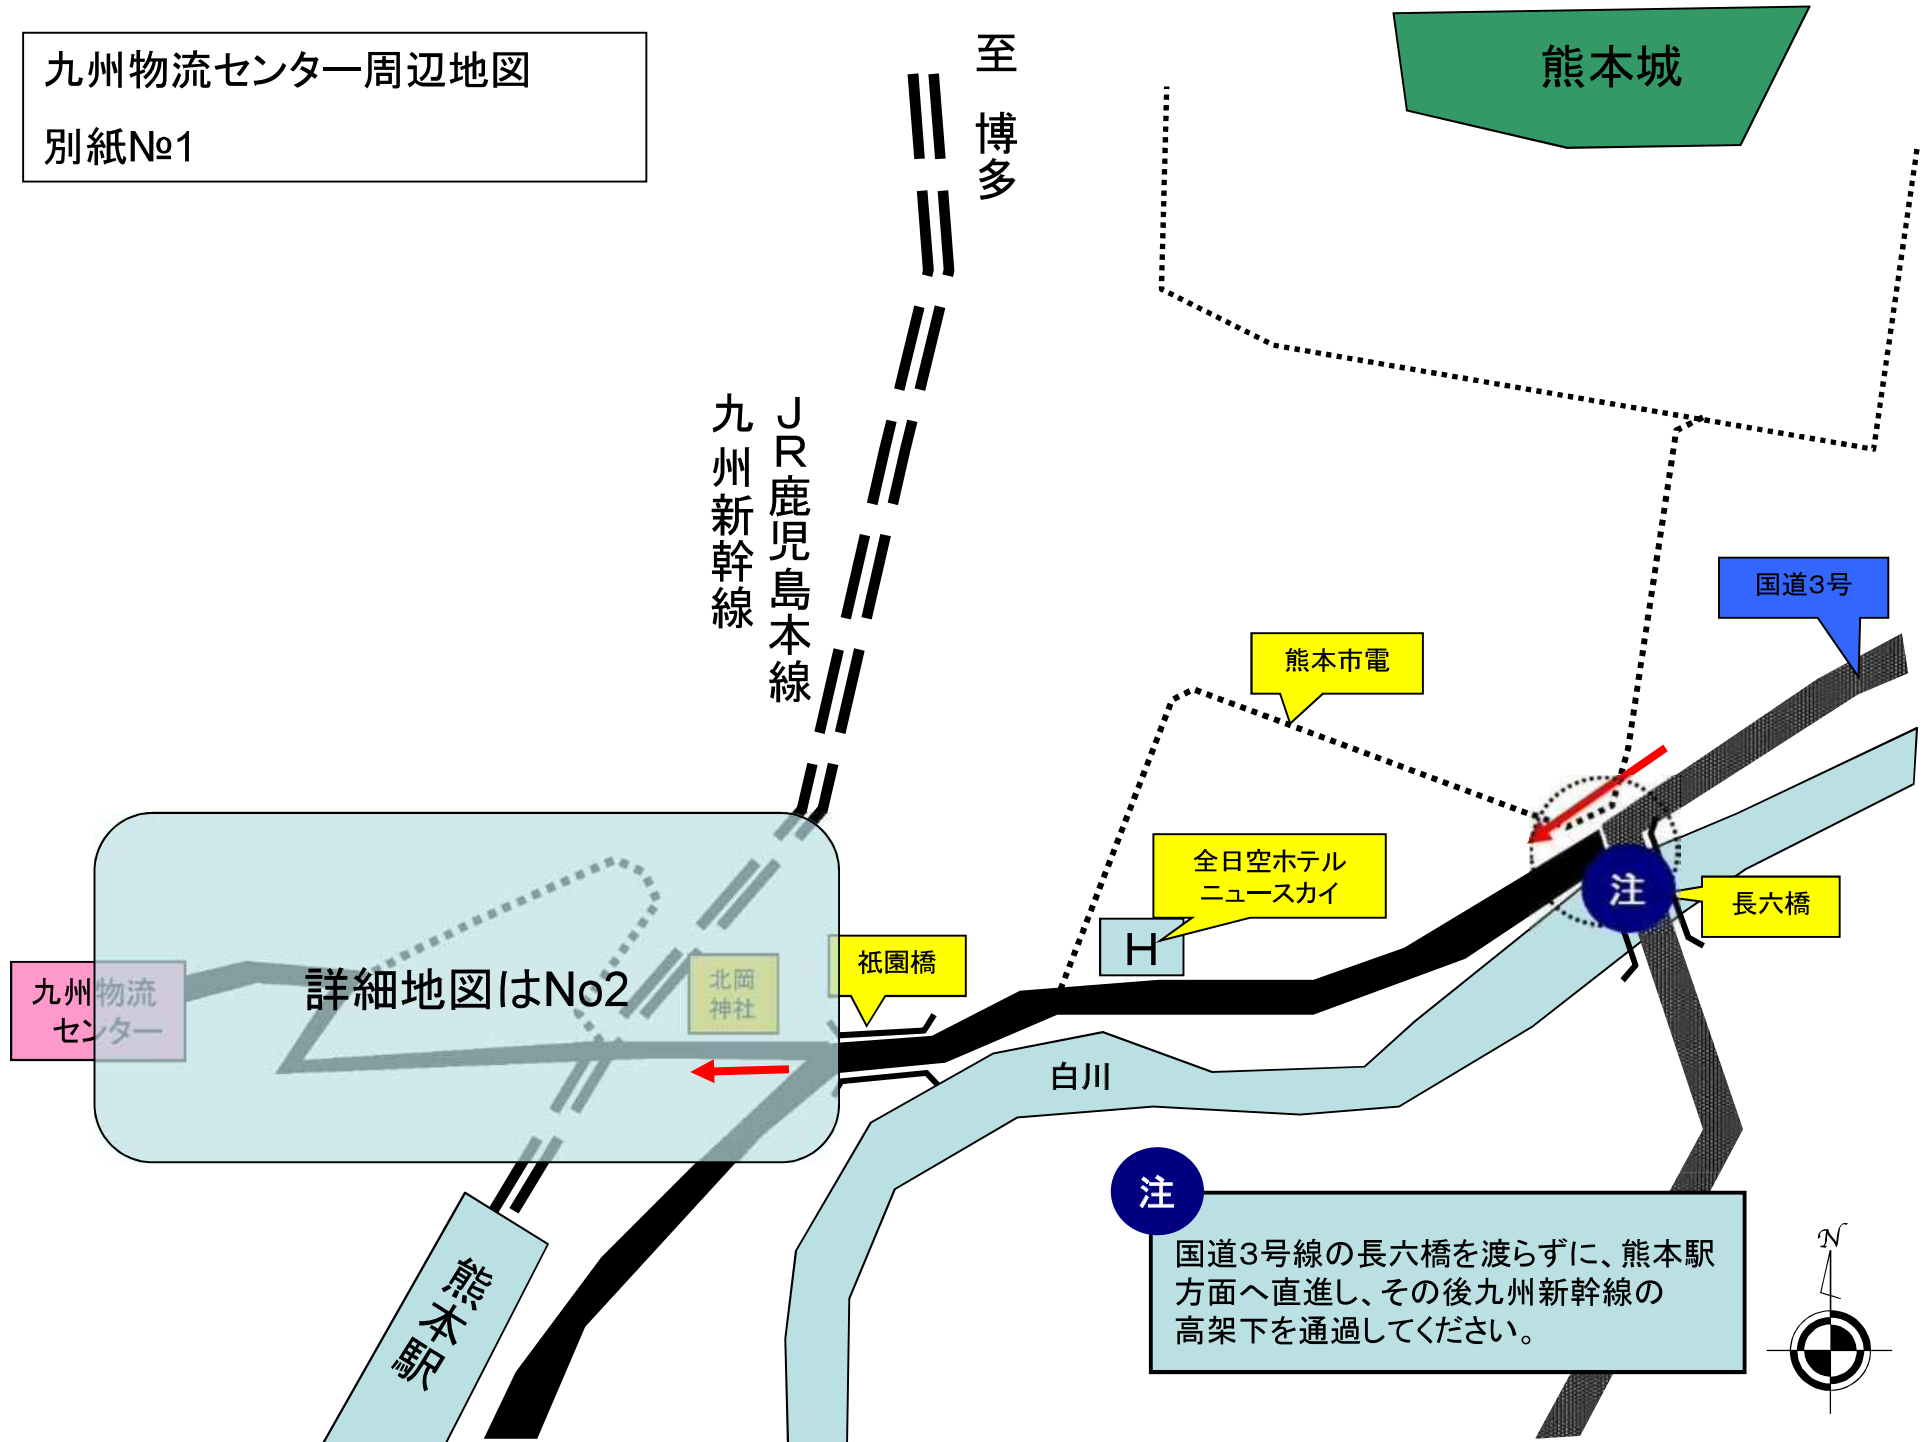 九州物流センター周辺地図
別紙№1
至 博多
熊本城
九州新幹線
JR鹿児島本線
国道3号
熊本市電
全日空ホテル
ニュースカイ
H
注
長六橋
祇園橋
北岡
神社
九州物流
センター
詳細地図はNo2
白川
熊本駅
注
国道3号線の長六橋を渡らずに、熊本駅
方面へ直進し、その後九州新幹線の
高架下を通過してください。
N